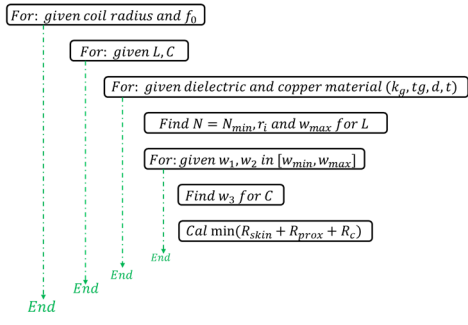 For: given coil radius and f₀
For: given L, C
For: given dielectric and copper material (k_g, tg, d, t)
Find N = N_min, r_i and w_max for L
For: given w₁, w₂ in [w_min, w_max]
Find w₃ for C
Cal min(R_skin + R_prox + R_c)
End
End
End
End